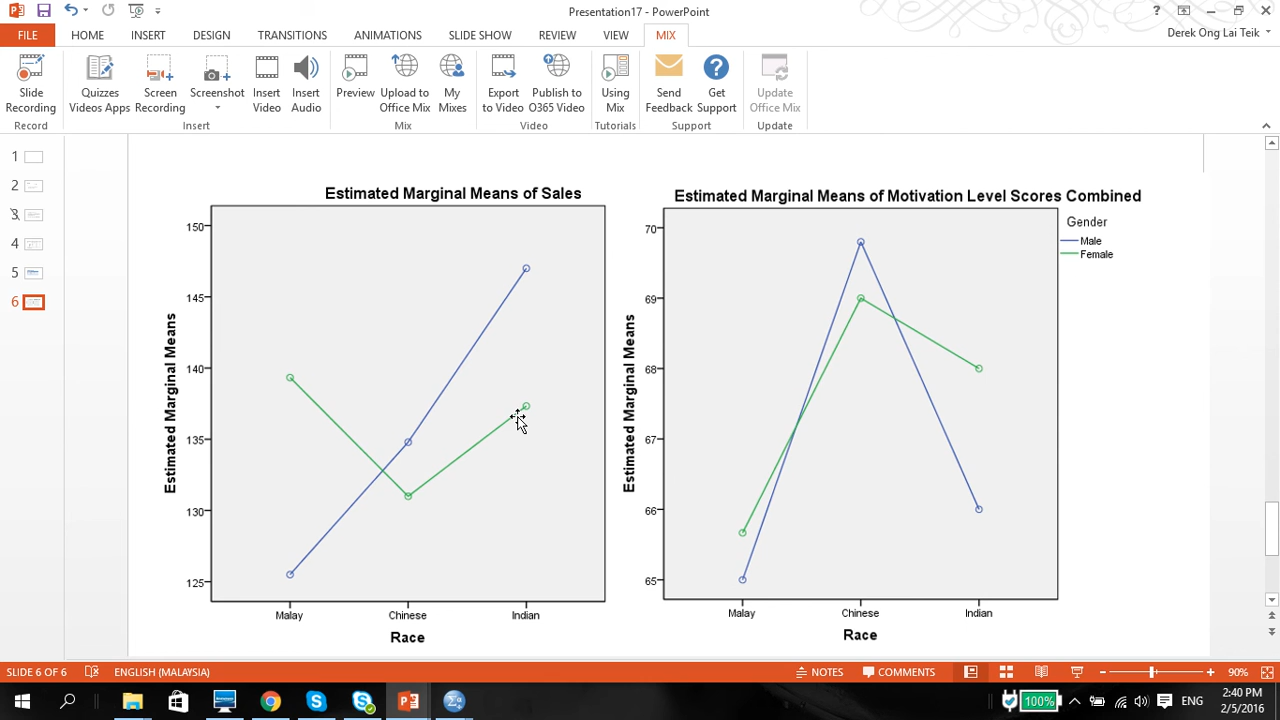 Presentation17 - PowerPoint
?
FILE HOME INSERT DESIGN TRANSITIONS ANIMATIONS SLIDE SHOW REVIEW VIEW MIX
Derek Ong Lai Teik
Slide Recording
Quizzes Videos Apps
Screen Recording
Screenshot
Insert Video
Insert Audio
Preview
Upload to Office Mix
My Mixes
Export to Video
Publish to O365 Video
Using Mix
Send Feedback
Get Support
Update Office Mix
Record Insert Mix Video Tutorials Support Update
1
2
3
4
5
6
Estimated Marginal Means of Sales
Estimated Marginal Means
150
145
140
135
130
125
Malay Chinese Indian
Race
Estimated Marginal Means of Motivation Level Scores Combined
Estimated Marginal Means
70
69
68
67
66
65
Malay Chinese Indian
Race
Gender
Male
Female
SLIDE 6 OF 6 ENGLISH (MALAYSIA) NOTES COMMENTS 90%
100% ENG
2:40 PM
2/5/2016